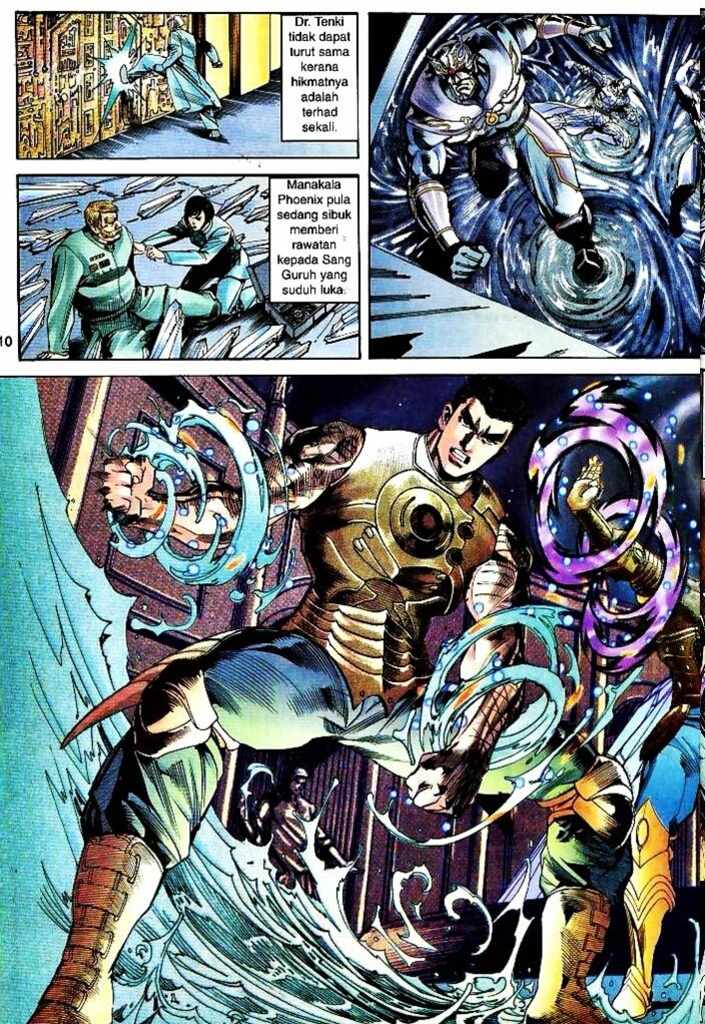 Dr. Tenki
tidak dapat
turut sama
kerana
hikmatnya
adalah
terhad
sekali.
Manakala
Phoenix pula
sedang sibuk
memberi
rawatan
kepada Sang
Guruh yang
suduh luka.
10